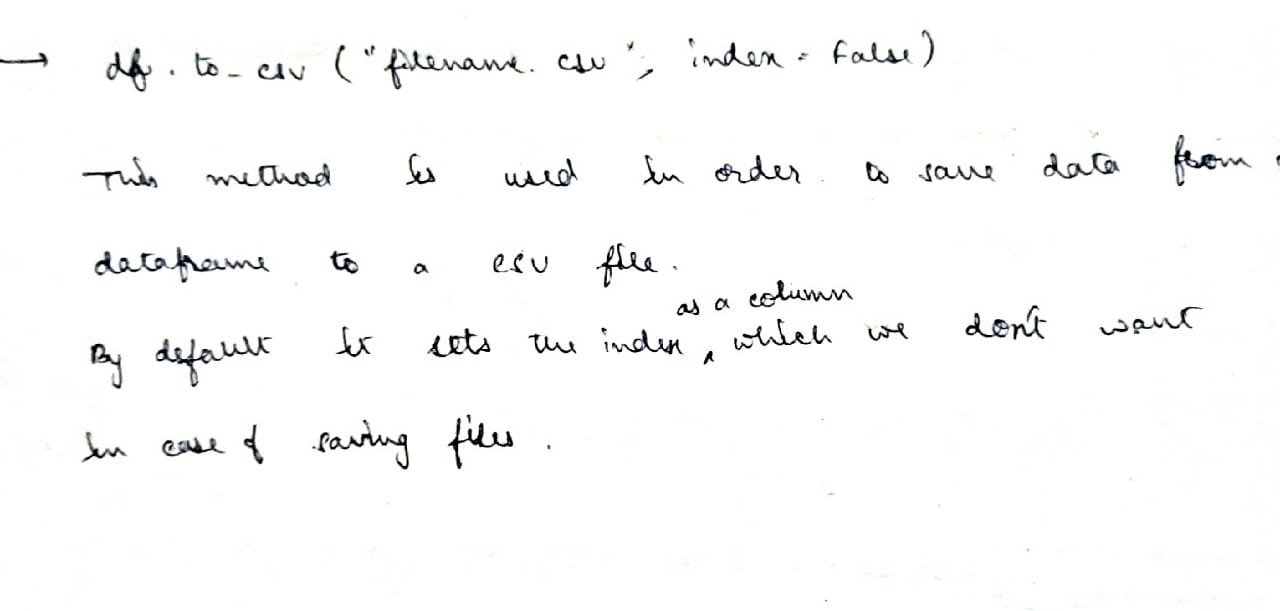 → df.to_csv("filename.csv", index = False)
This method is used in order to save data from
dataframe to a csv file.
as a column
By default it sets the index ‸ which we don't want
in case of saving files.